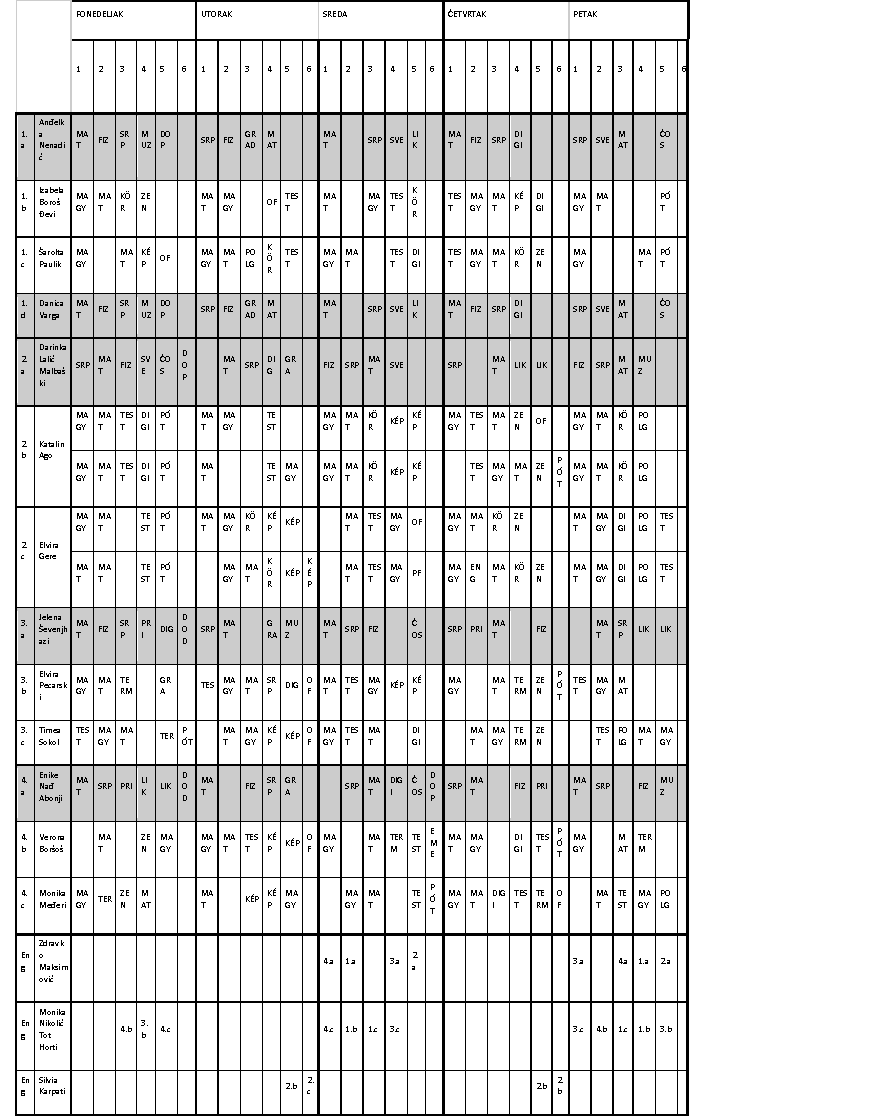 PONEDELJAK UTORAK SREDA ČETVRTAK PETAK
1 2 3 4 5 6 1 2 3 4 5 6 1 2 3 4 5 6 1 2 3 4 5 6 1 2 3 4 5 6
1. a Anđelka Nenadić MAT FIZ SRP MUZ DOP SRP FIZ GRAD MAT MAT SRP SVE LIK MAT FIZ SRP DIGI SRP SVE MAT ČOS
1. b Izabela Boroš Đevi MAGY MAT KÖR ZEN MAT MAGY OF TEST MAT MAGY TEST KÖR TEST MAT MAGY KÉP DIGI MAGY MAT PÓT
1. c Šarolta Paulik MAGY MAT KÉP OF MAGY MAT POLG KÖR TEST MAGY MAT TEST DIGI TEST MAGY MAT KÖR ZEN MAGY MAT PÓT
1. d Danica Varga MAT FIZ SRP MUZ DOP SRP FIZ GRAD MAT MAT SRP SVE LIK MAT FIZ SRP DIGI SRP SVE MAT ČOS
2 a Darinka Lalić Malbaški SRP MAT FIZ SVE ČOS DOP MAT SRP DIG GRA FIZ SRP MAT SVE SRP MAT LIK LIK FIZ SRP MAT MUZ
2. b Katalin Ago MAGY MAT TEST DIGI PÓT MAT MAGY TEST MAGY MAT KÖR KÉP KÉP MAGY TEST MAT ZEN OF MAGY MAT KÖR POLG
MAGY MAGY TEST DIGI PÓT MAT TEST MAGY MAGY MAT KÖR KÉP KÉP TEST MAGY MAT ZEN PÓT MAGY MAT KÖR POLG
2. c Elvira Gere MAGY MAT TEST PÓT MAT MAGY KÖR KÉP KÉP MAT TEST MAGY OF MAGY MAT KÖR ZEN MAT MAGY DIGI POLG TEST
MAT MAT TEST PÓT MAGY MAT KÖR KÉP KÉP MAT TEST MAGY PF MAGY ENG MAT KÖR ZEN MAT MAGY DIGI POLG TEST
3. a Jelena Ševenjhazi MAT FIZ SRP PRI DIG DOD SRP MAT GRA MUZ MAT SRP FIZ ČOS SRP PRI MAT FIZ MAT SRP LIK LIK
3. b Elvira Pecarski MAGY MAT TERM GRA TES MAGY MAT SRP DIG OF MAT TEST MAGY KÉP KÉP MAGY MAT TERM ZEN PÓT TEST MAGY MAT
3. c Timea Sokol TEST MAGY MAT TER PÓT MAT MAGY KÉP KÉP OF MAGY TEST MAT DIGI MAT MAGY TERM ZEN TEST POLG MAT MAGY
4. a Enike Nađ Abonji MAT SRP PRI LIK LIK DOD MAT FIZ SRP GRA SRP MAT DIGI ČOS DOP SRP MAT FIZ PRI MAT SRP FIZ MUZ
4. b Verona Boršoš MAT ZEN MAGY MAGY MAT TEST KÉP KÉP OF MAGY MAT TERM TEST EME MAT MAGY DIGI TEST PÓT MAGY MAT TERM
4. c Monika Međeri MAGY TER ZEN MAT MAT KÉP KÉP MAGY MAGY MAT TEST PÓT MAGY MAT DIGI TEST TERM OF MAT TEST MAGY POLG
Eng Zdravko Maksimović 4.a 1.a 3.a 2.a 3.a 4.a 1.a 2.a
Eng Monika Nikolić Tot Horti 4.b 3.b 4.c 4.c 1.b 1.c 3.c 3.c 4.b 1.c 1.b 3.b
Eng Silvia Karpati 2.b 2.c 2.b 2.b